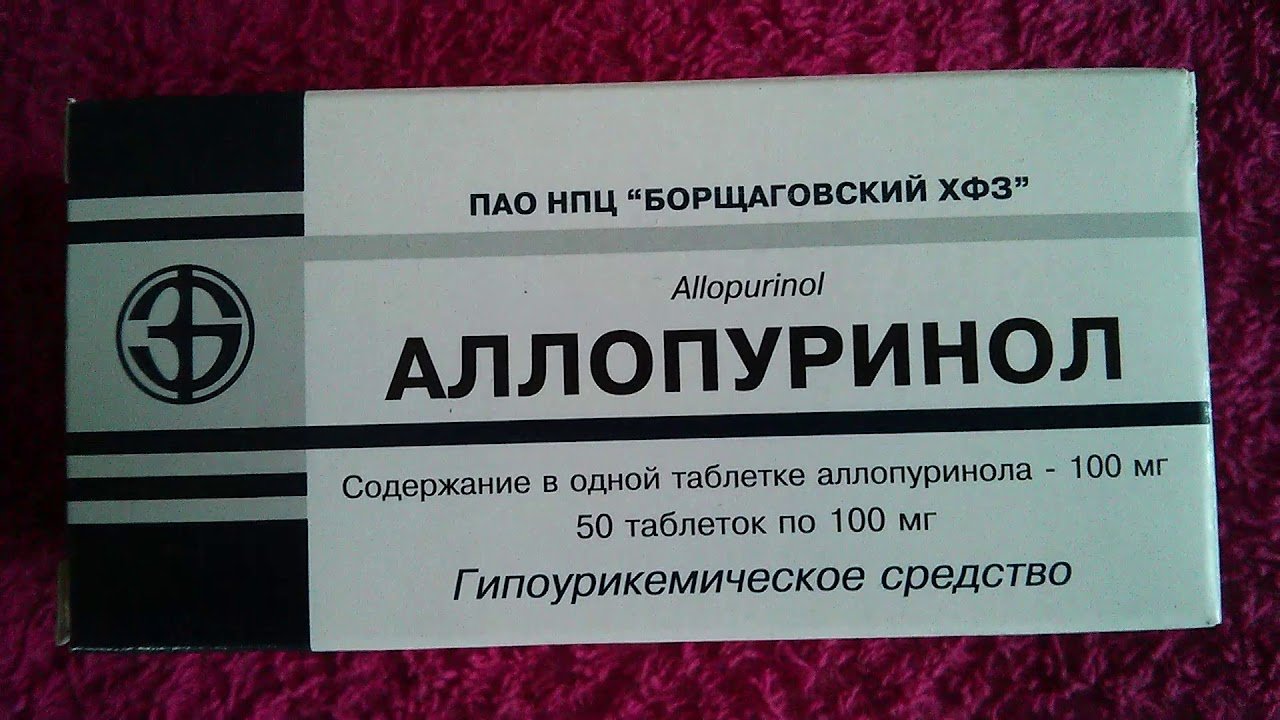 ПАО НПЦ “БОРЩАГОВСКИЙ ХФЗ”
Allopurinol
АЛЛОПУРИНОЛ
Содержание в одной таблетке аллопуринола - 100 мг
50 таблеток по 100 мг
Гипоурикемическое средство